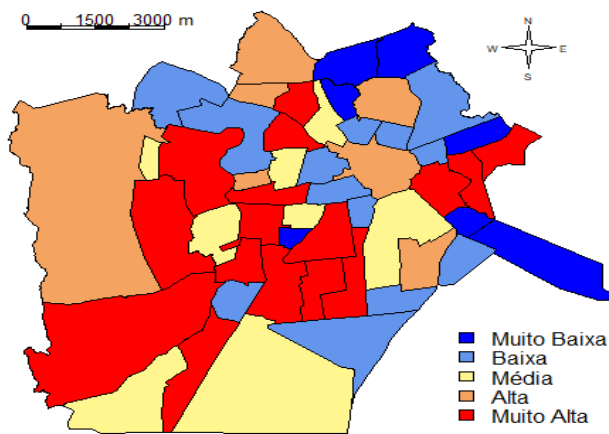 0 1500 3000 m
N
W E
S
Muito Baixa
Baixa
Média
Alta
Muito Alta